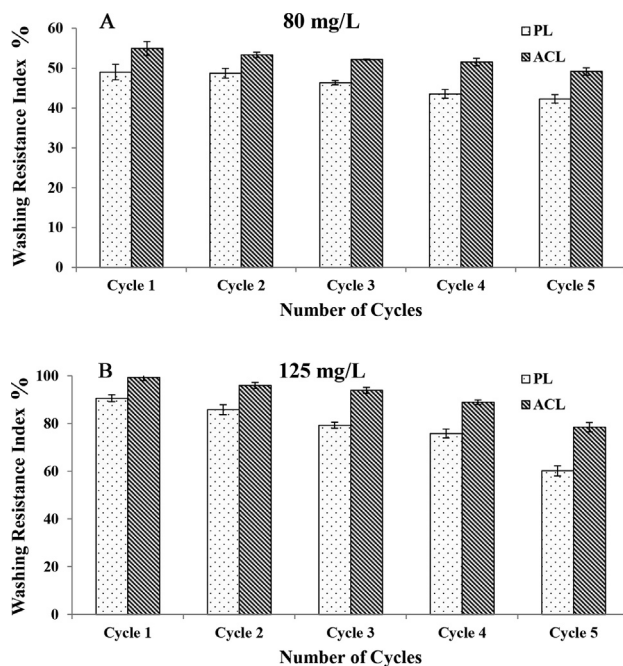 A
80 mg/L
Washing Resistance Index %
60
50
40
30
20
10
0
PL
ACL
Cycle 1 Cycle 2 Cycle 3 Cycle 4 Cycle 5
Number of Cycles
B
125 mg/L
Washing Resistance Index %
100
80
60
40
20
0
PL
ACL
Cycle 1 Cycle 2 Cycle 3 Cycle 4 Cycle 5
Number of Cycles